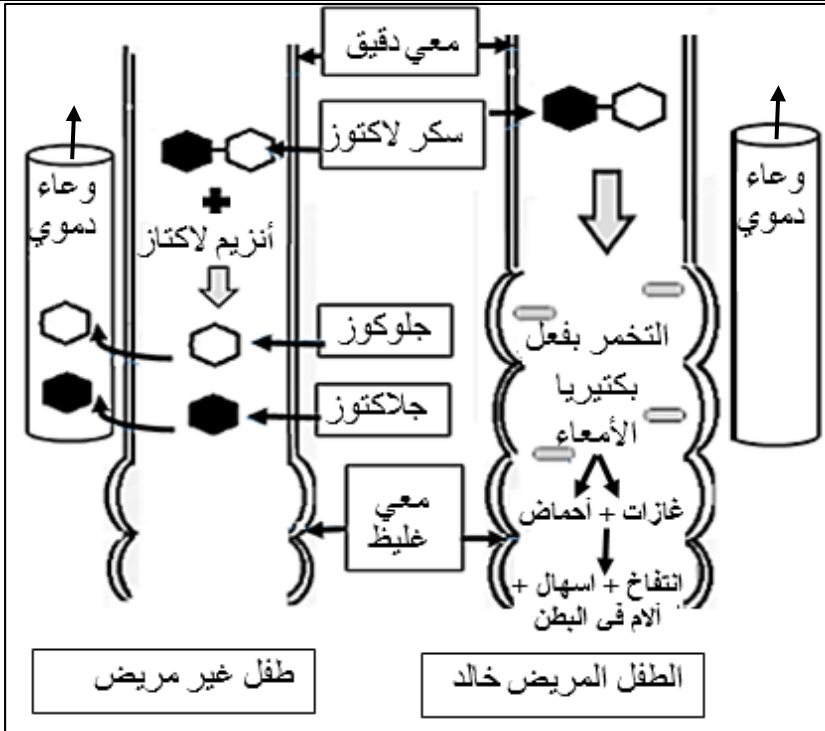 معي دقيق
سكر لاكتوز
وعاء
دموي
وعاء
دموي
أنزيم لاكتاز
جلوكوز
جلاكتوز
التخمر بفعل
بكتيريا
الأمعاء
معي
غليظ
غازات + أحماض
انتفاخ + اسهال +
آلام في البطن
الطفل المريض خالد
طفل غير مريض